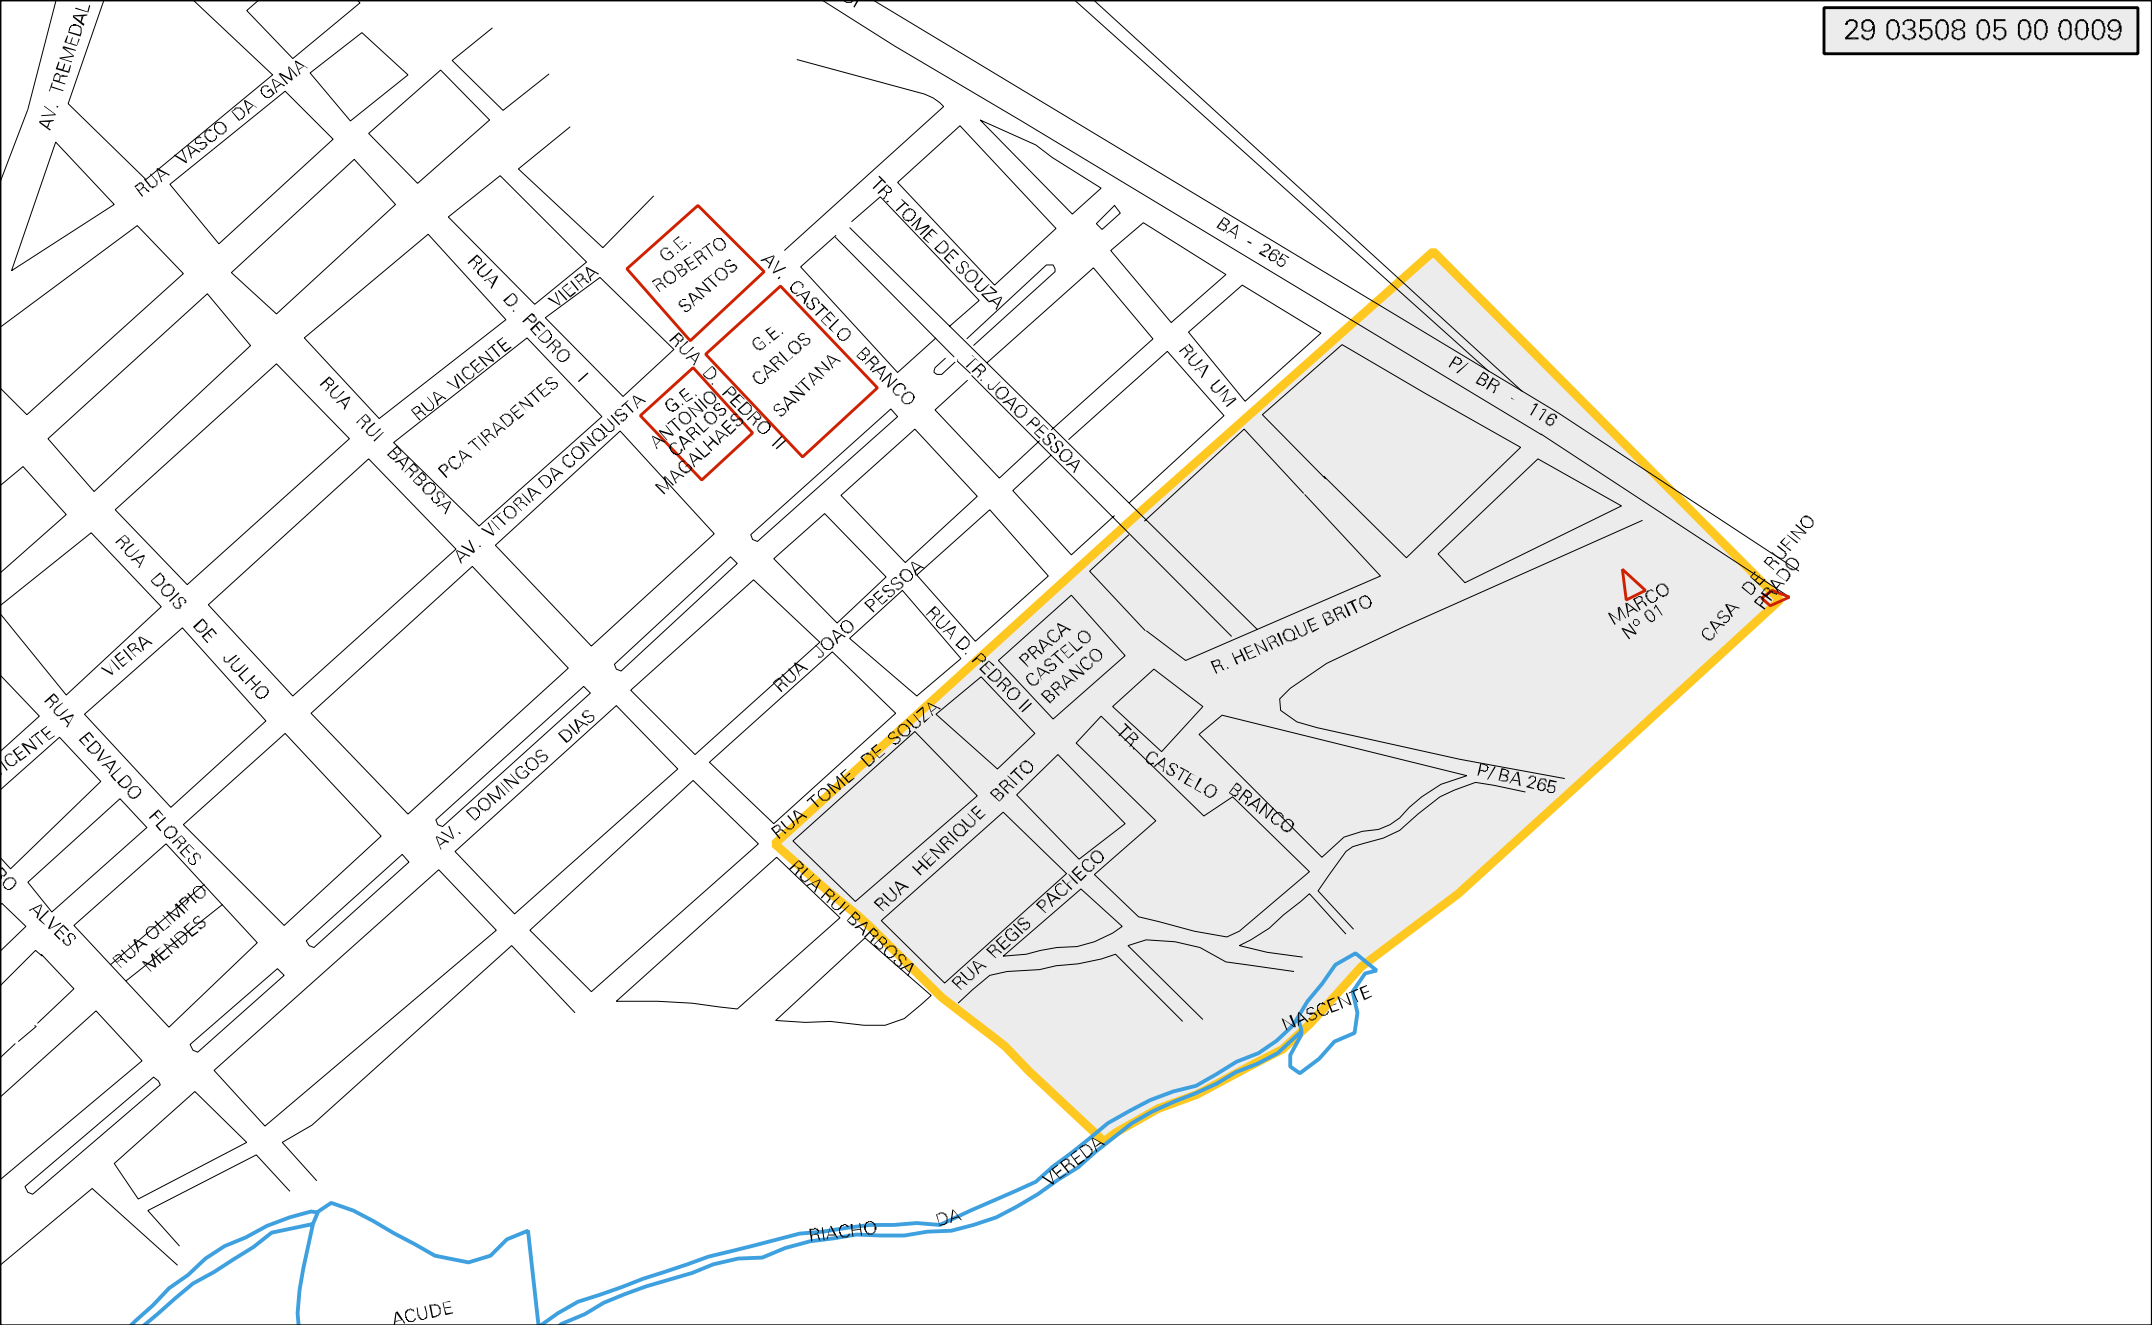 29 03508 05 00 0009
AV. TREMEDAL
RUA VASCO DA GAMA
TR. TOME DE SOUZA
BA - 265
G.E.
ROBERTO
SANTOS
AV. CASTELO BRANCO
RUA D. PEDRO I
VIEIRA
RUA VICENTE
G.E.
CARLOS
SANTANA
RUA D. PEDRO II
G.E.
ANTONIO
CARLOS
MAGALHAES
PCA TIRADENTES
RUA RUI BARBOSA
AV. VITORIA DA CONQUISTA
TR. JOAO PESSOA
RUA UM
P/ BR - 116
RUA DOIS DE JULHO
VIEIRA
RUA JOAO PESSOA
RUA D. PEDRO II
PRACA
CASTELO
BRANCO
R. HENRIQUE BRITO
MARCO
Nº 01
CASA DE
RUFINO
PRADO
RUA EDVALDO FLORES
ICENTE
AV. DOMINGOS DIAS
RUA TOME DE SOUZA
TR. CASTELO BRANCO
P/ BA 265
RUA HENRIQUE BRITO
RUA RUI BARBOSA
RUA REGIS PACHECO
RO
ALVES
RUA OLIMPIO
MENDES
NASCENTE
RIACHO DA VEREDA
ACUDE